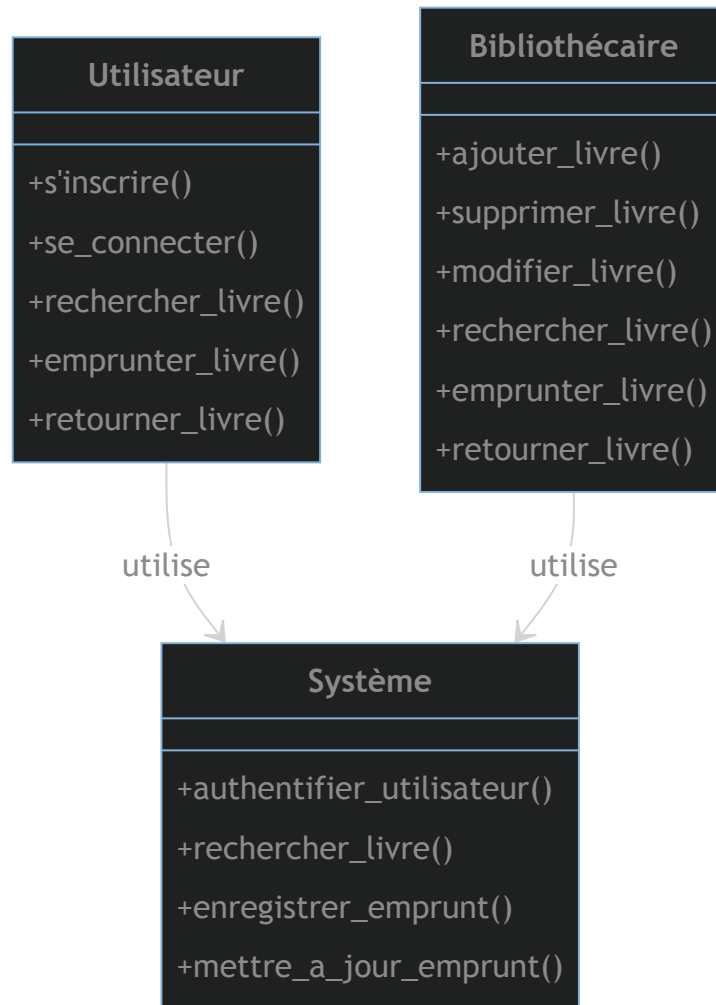 Utilisateur
+s'inscrire()
+se_connecter()
+rechercher_livre()
+emprunter_livre()
+retourner_livre()
Bibliothécaire
+ajouter_livre()
+supprimer_livre()
+modifier_livre()
+rechercher_livre()
+emprunter_livre()
+retourner_livre()
utilise
utilise
Système
+authentifier_utilisateur()
+rechercher_livre()
+enregistrer_emprunt()
+mettre_a_jour_emprunt()